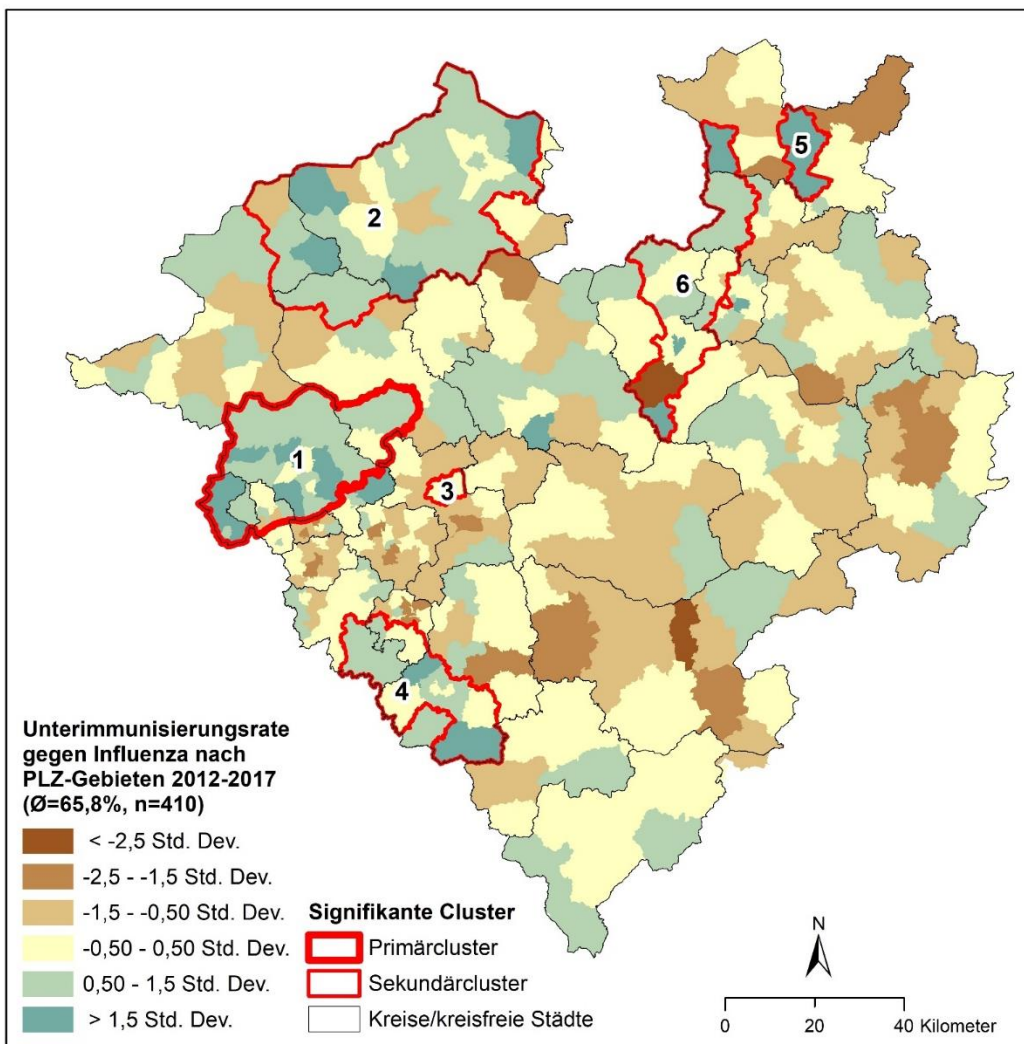 5
2
6
1
3
4
Unterimmunisierungsrate
gegen Influenza nach
PLZ-Gebieten 2012-2017
(Ø=65,8%, n=410)
< -2,5 Std. Dev.
-2,5 - -1,5 Std. Dev.
-1,5 - -0,50 Std. Dev.
-0,50 - 0,50 Std. Dev.
0,50 - 1,5 Std. Dev.
> 1,5 Std. Dev.
Signifikante Cluster
Primärcluster
Sekundärcluster
Kreise/kreisfreie Städte
N
0 20 40 Kilometer